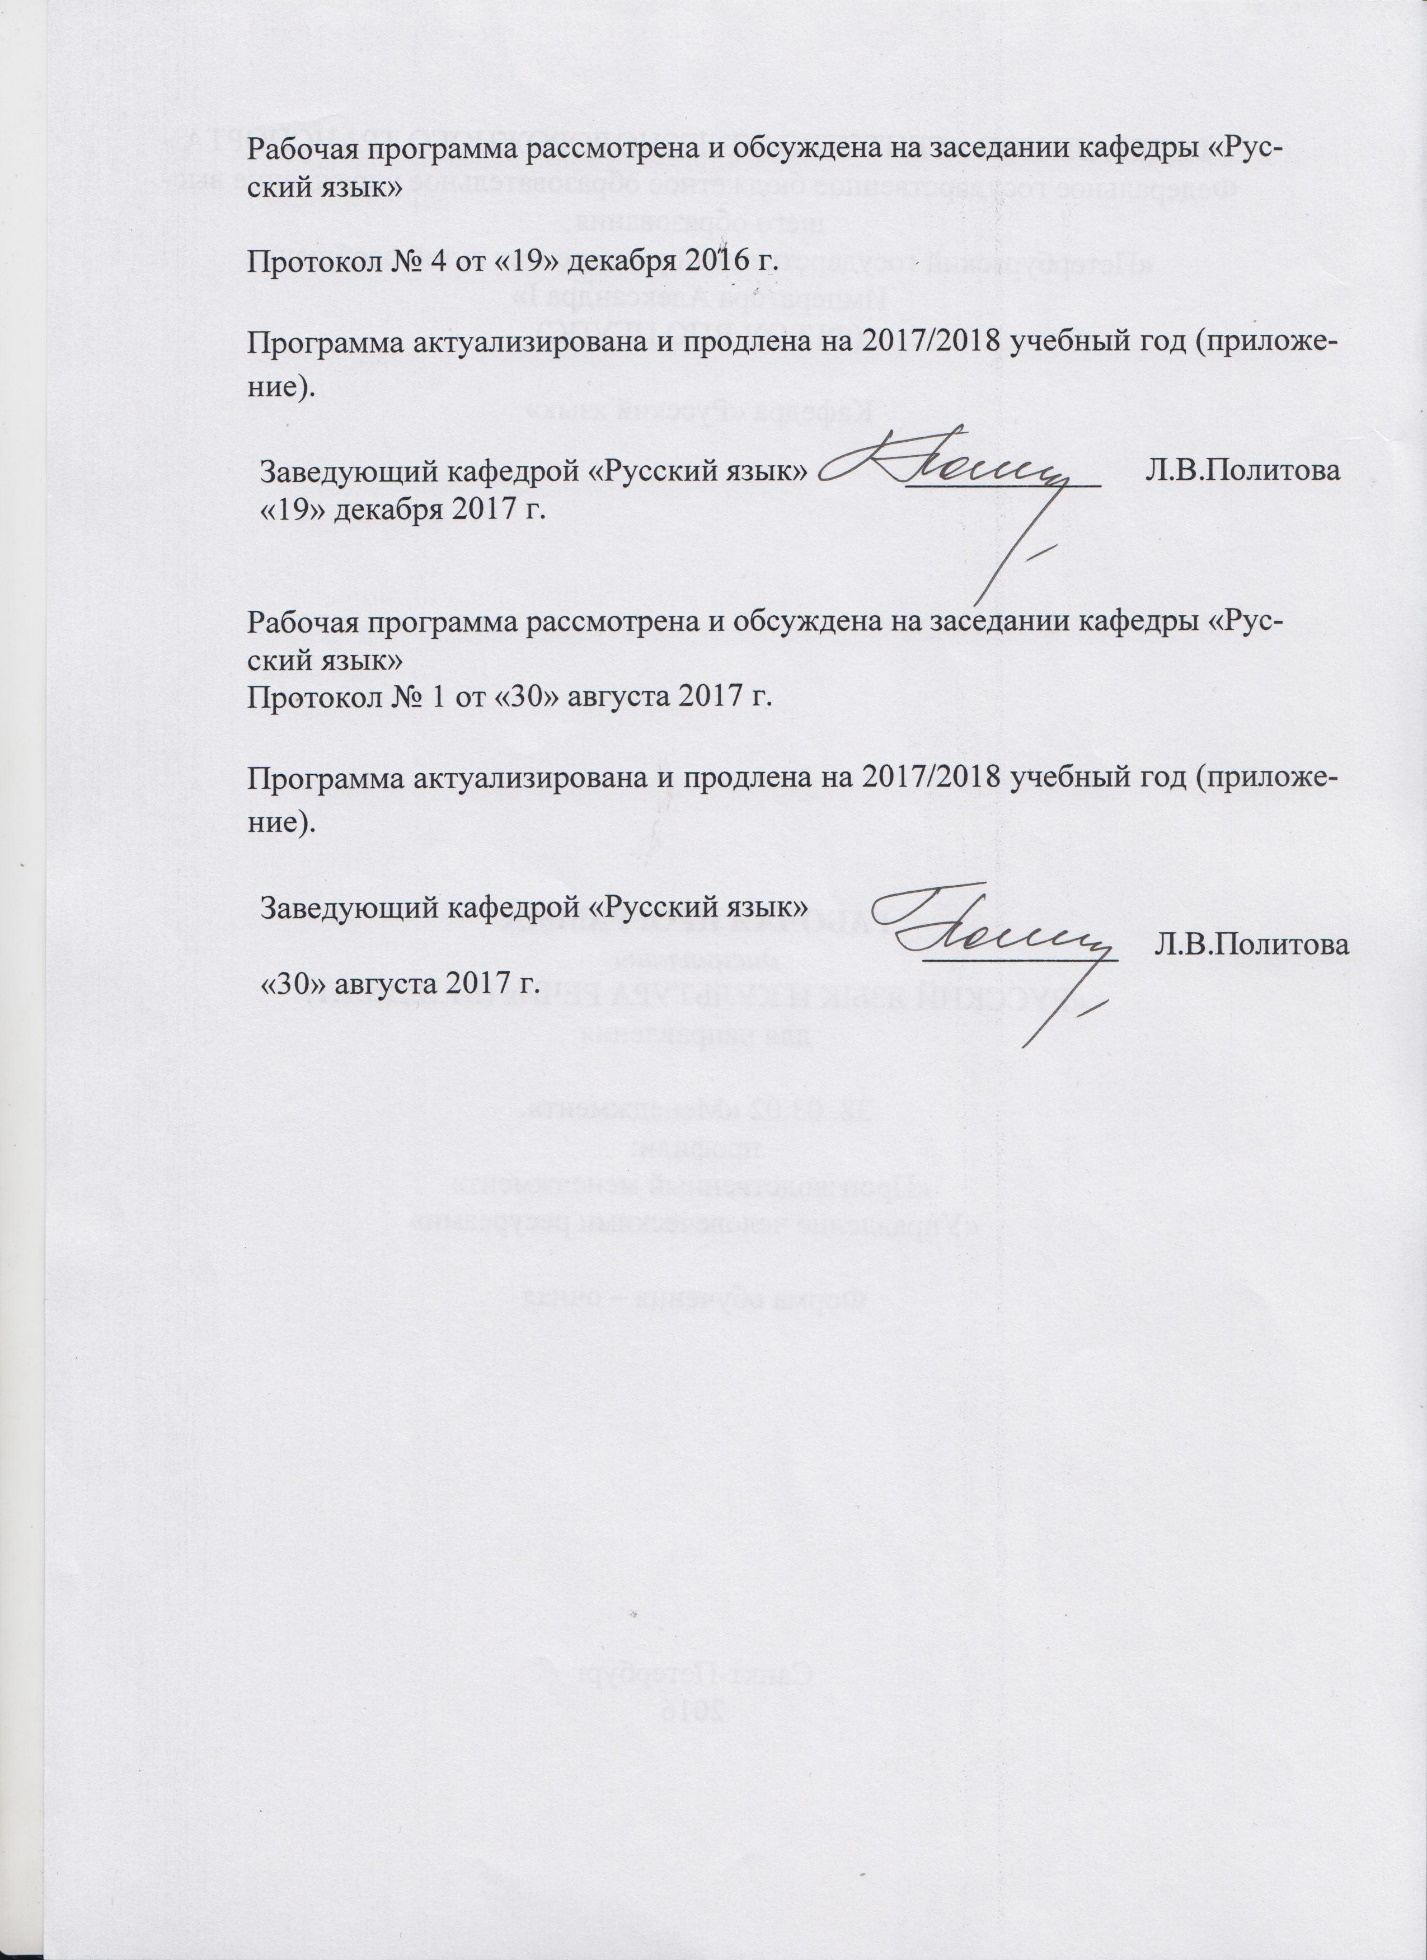 Рабочая программа рассмотрена и обсуждена на заседании кафедры «Рус-
ский язык»
Протокол № 4 от «19» декабря 2016 г.
Программа актуализирована и продлена на 2017/2018 учебный год (приложе-
ние).
Заведующий кафедрой «Русский язык» Л.В.Политова
«19» декабря 2017 г.
Рабочая программа рассмотрена и обсуждена на заседании кафедры «Рус-
ский язык»
Протокол № 1 от «30» августа 2017 г.
Программа актуализирована и продлена на 2017/2018 учебный год (приложе-
ние).
Заведующий кафедрой «Русский язык»
Л.В.Политова
«30» августа 2017 г.